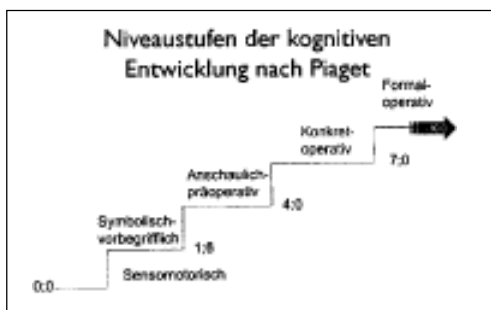 Niveaustufen der kognitiven
Entwicklung nach Piaget
Formal-
operativ
Konkret-
operativ
7;0
Anschaulich-
präoperativ
4;0
Symbolisch-
vorbegrifflich
1;6
Sensomotorisch
0;0